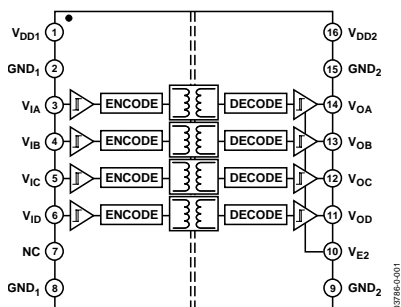 VDD1 1 16 VDD2
GND1 2 15 GND2
VIA 3 ENCODE DECODE 14 VOA
VIB 4 ENCODE DECODE 13 VOB
VIC 5 ENCODE DECODE 12 VOC
VID 6 ENCODE DECODE 11 VOD
NC 7 10 VE2
GND1 8 9 GND2
03786-0-001